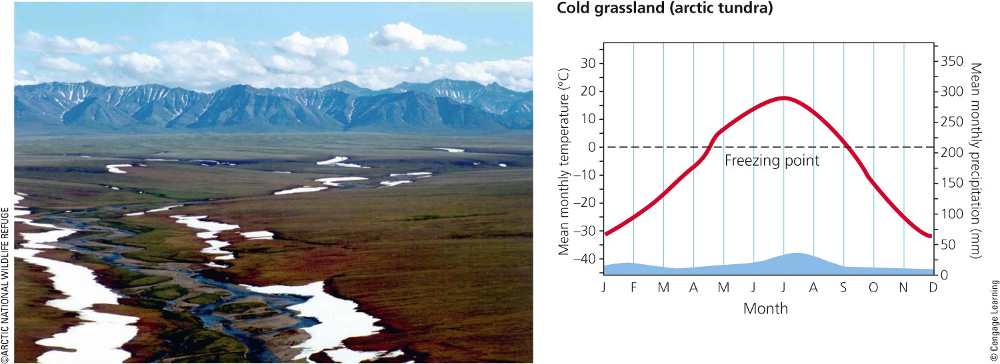 ©ARCTIC NATIONAL WILDLIFE REFUGE
Cold grassland (arctic tundra)
Mean monthly temperature (°C)
30
20
10
0
–10
–20
–30
–40
Freezing point
350
300
250
200
150
100
50
0
Mean monthly precipitation (mm)
J F M A M J J A S O N D
Month
© Cengage Learning